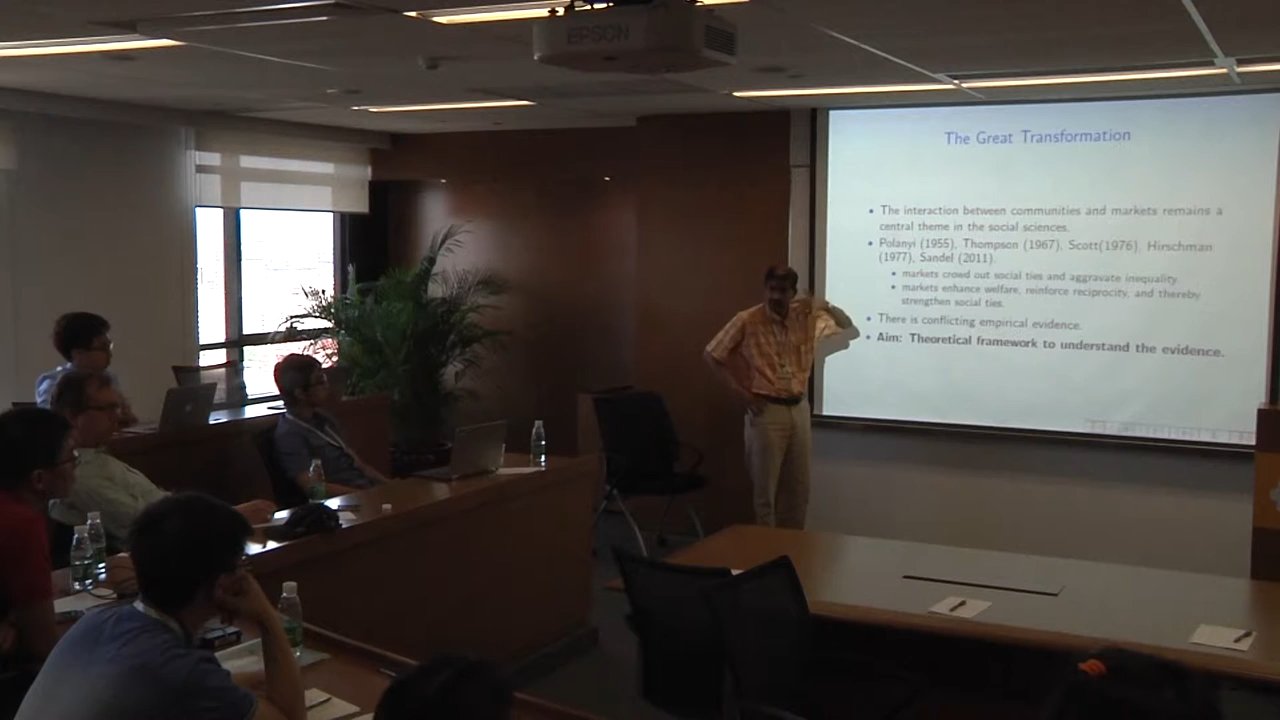 EPSON
The Great Transformation
• The interaction between communities and markets remains a
central theme in the social sciences.
• Polanyi (1955), Thompson (1967), Scott(1976), Hirschman
(1977), Sandel (2011).
• markets crowd out social ties and aggravate inequality.
• markets enhance welfare, reinforce reciprocity, and thereby
strengthen social ties.
• There is conflicting empirical evidence.
• Aim: Theoretical framework to understand the evidence.